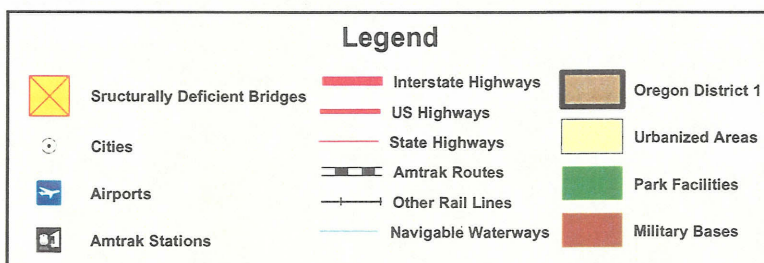 Legend
Sructurally Deficient Bridges
Cities
Airports
Amtrak Stations
Interstate Highways
US Highways
State Highways
Amtrak Routes
Other Rail Lines
Navigable Waterways
Oregon District 1
Urbanized Areas
Park Facilities
Military Bases